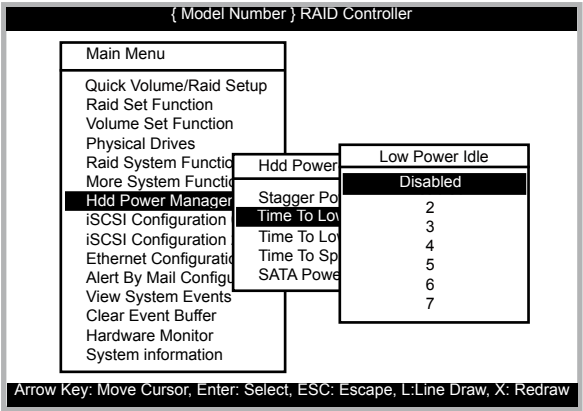 { Model Number } RAID Controller
Main Menu
Quick Volume/Raid Setup
Raid Set Function
Volume Set Function
Physical Drives
Raid System Functio
More System Functio
Hdd Power Manager
iSCSI Configuration
iSCSI Configuration
Ethernet Configuratio
Alert By Mail Configu
View System Events
Clear Event Buffer
Hardware Monitor
System information
Hdd Power
Stagger Po
Time To Lo
Time To Lo
Time To Sp
SATA Powe
Low Power Idle
Disabled
2
3
4
5
6
7
Arrow Key: Move Cursor, Enter: Select, ESC: Escape, L:Line Draw, X: Redraw